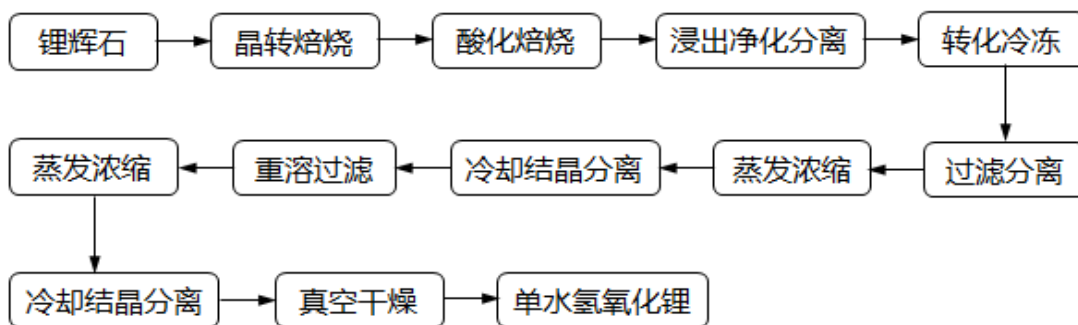 锂辉石
晶转焙烧
酸化焙烧
浸出净化分离
转化冷冻
过滤分离
蒸发浓缩
冷却结晶分离
重溶过滤
蒸发浓缩
冷却结晶分离
真空干燥
单水氢氧化锂